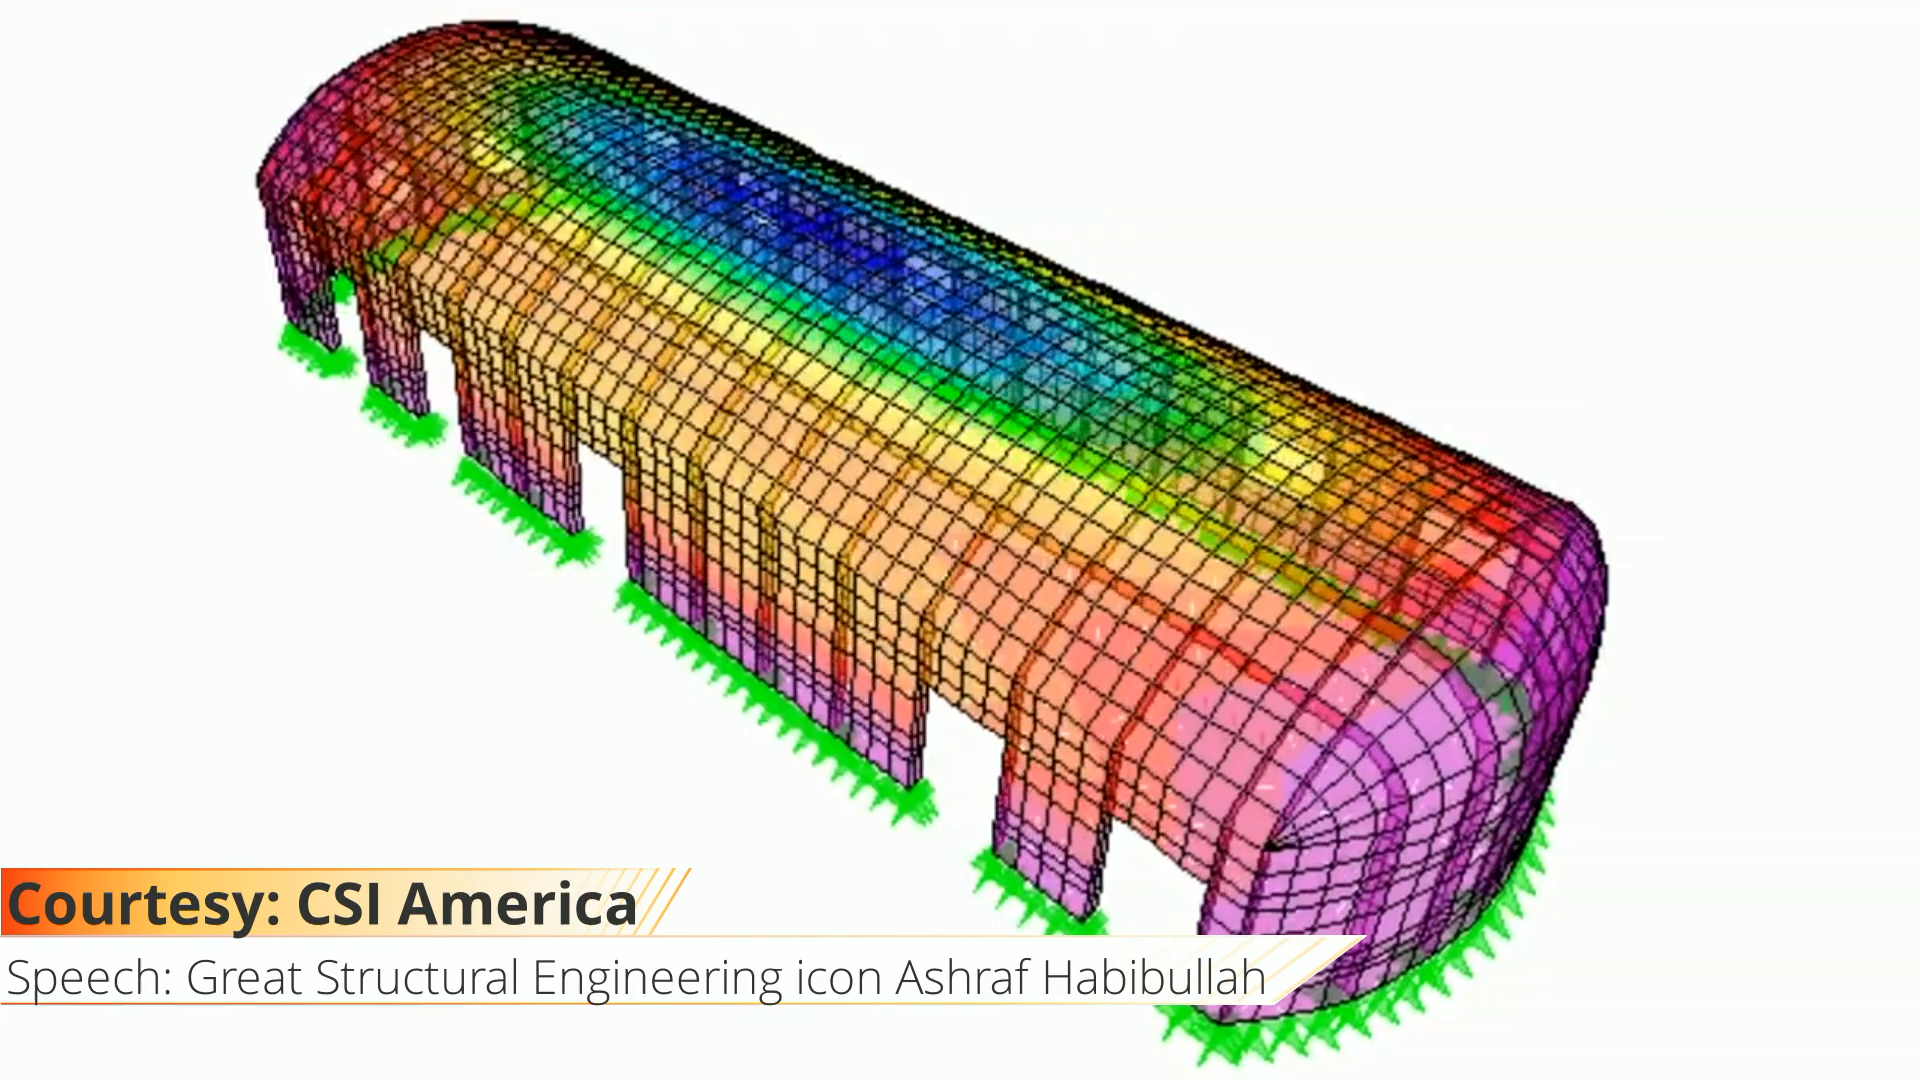 Courtesy: CSI America
Speech: Great Structural Engineering icon Ashraf Habibullah